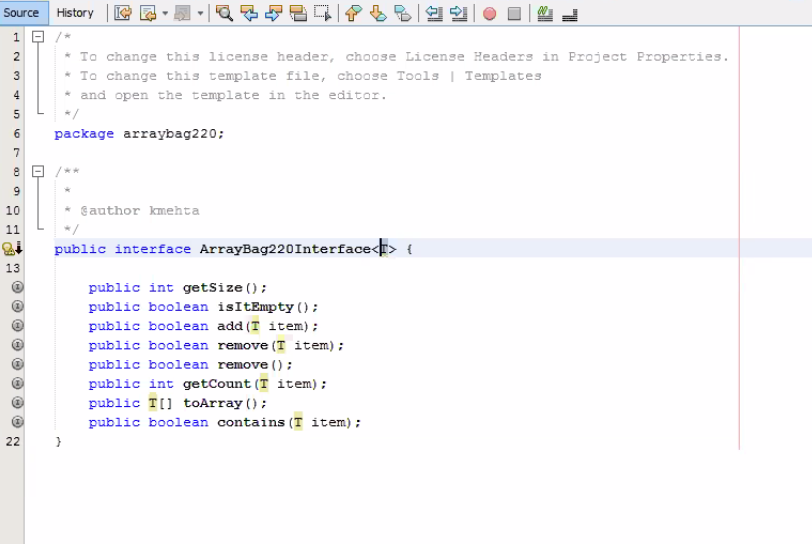 Source History
1 /*
2 * To change this license header, choose License Headers in Project Properties.
3 * To change this template file, choose Tools | Templates
4 * and open the template in the editor.
5 */
6 package arraybag220;
7
8 /**
9 *
10 * @author kmehta
11 */
public interface ArrayBag220Interface<T> {
13
public int getSize();
public boolean isItEmpty();
public boolean add(T item);
public boolean remove(T item);
public boolean remove();
public int getCount(T item);
public T[] toArray();
public boolean contains(T item);
22 }